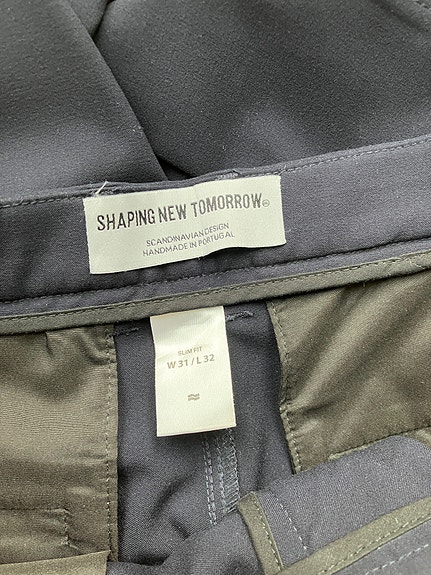 SHAPING NEW TOMORROW
SCANDINAVIAN DESIGN
HANDMADE IN PORTUGAL
SLIM FIT
W 31 / L 32